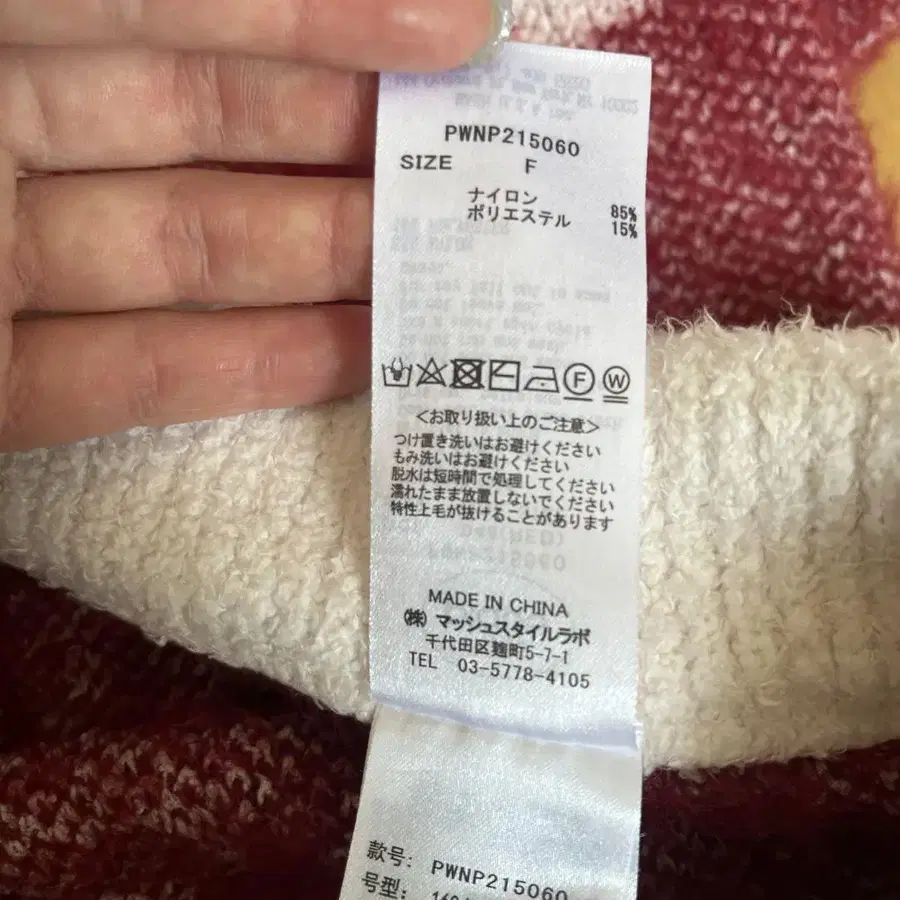 PWNP215060
SIZE F
ナイロン 85%
ポリエステル 15%
F W
<お取り扱い上のご注意>
つけ置き洗いはお避けください
もみ洗いはお避けください
脱水は短時間で処理してください
濡れたまま放置しないでください
特性上毛が抜けることがあります
MADE IN CHINA
(株)マッシュスタイルラボ
千代田区麹町5-7-1
TEL 03-5778-4105
款号: PWNP215060
号型: